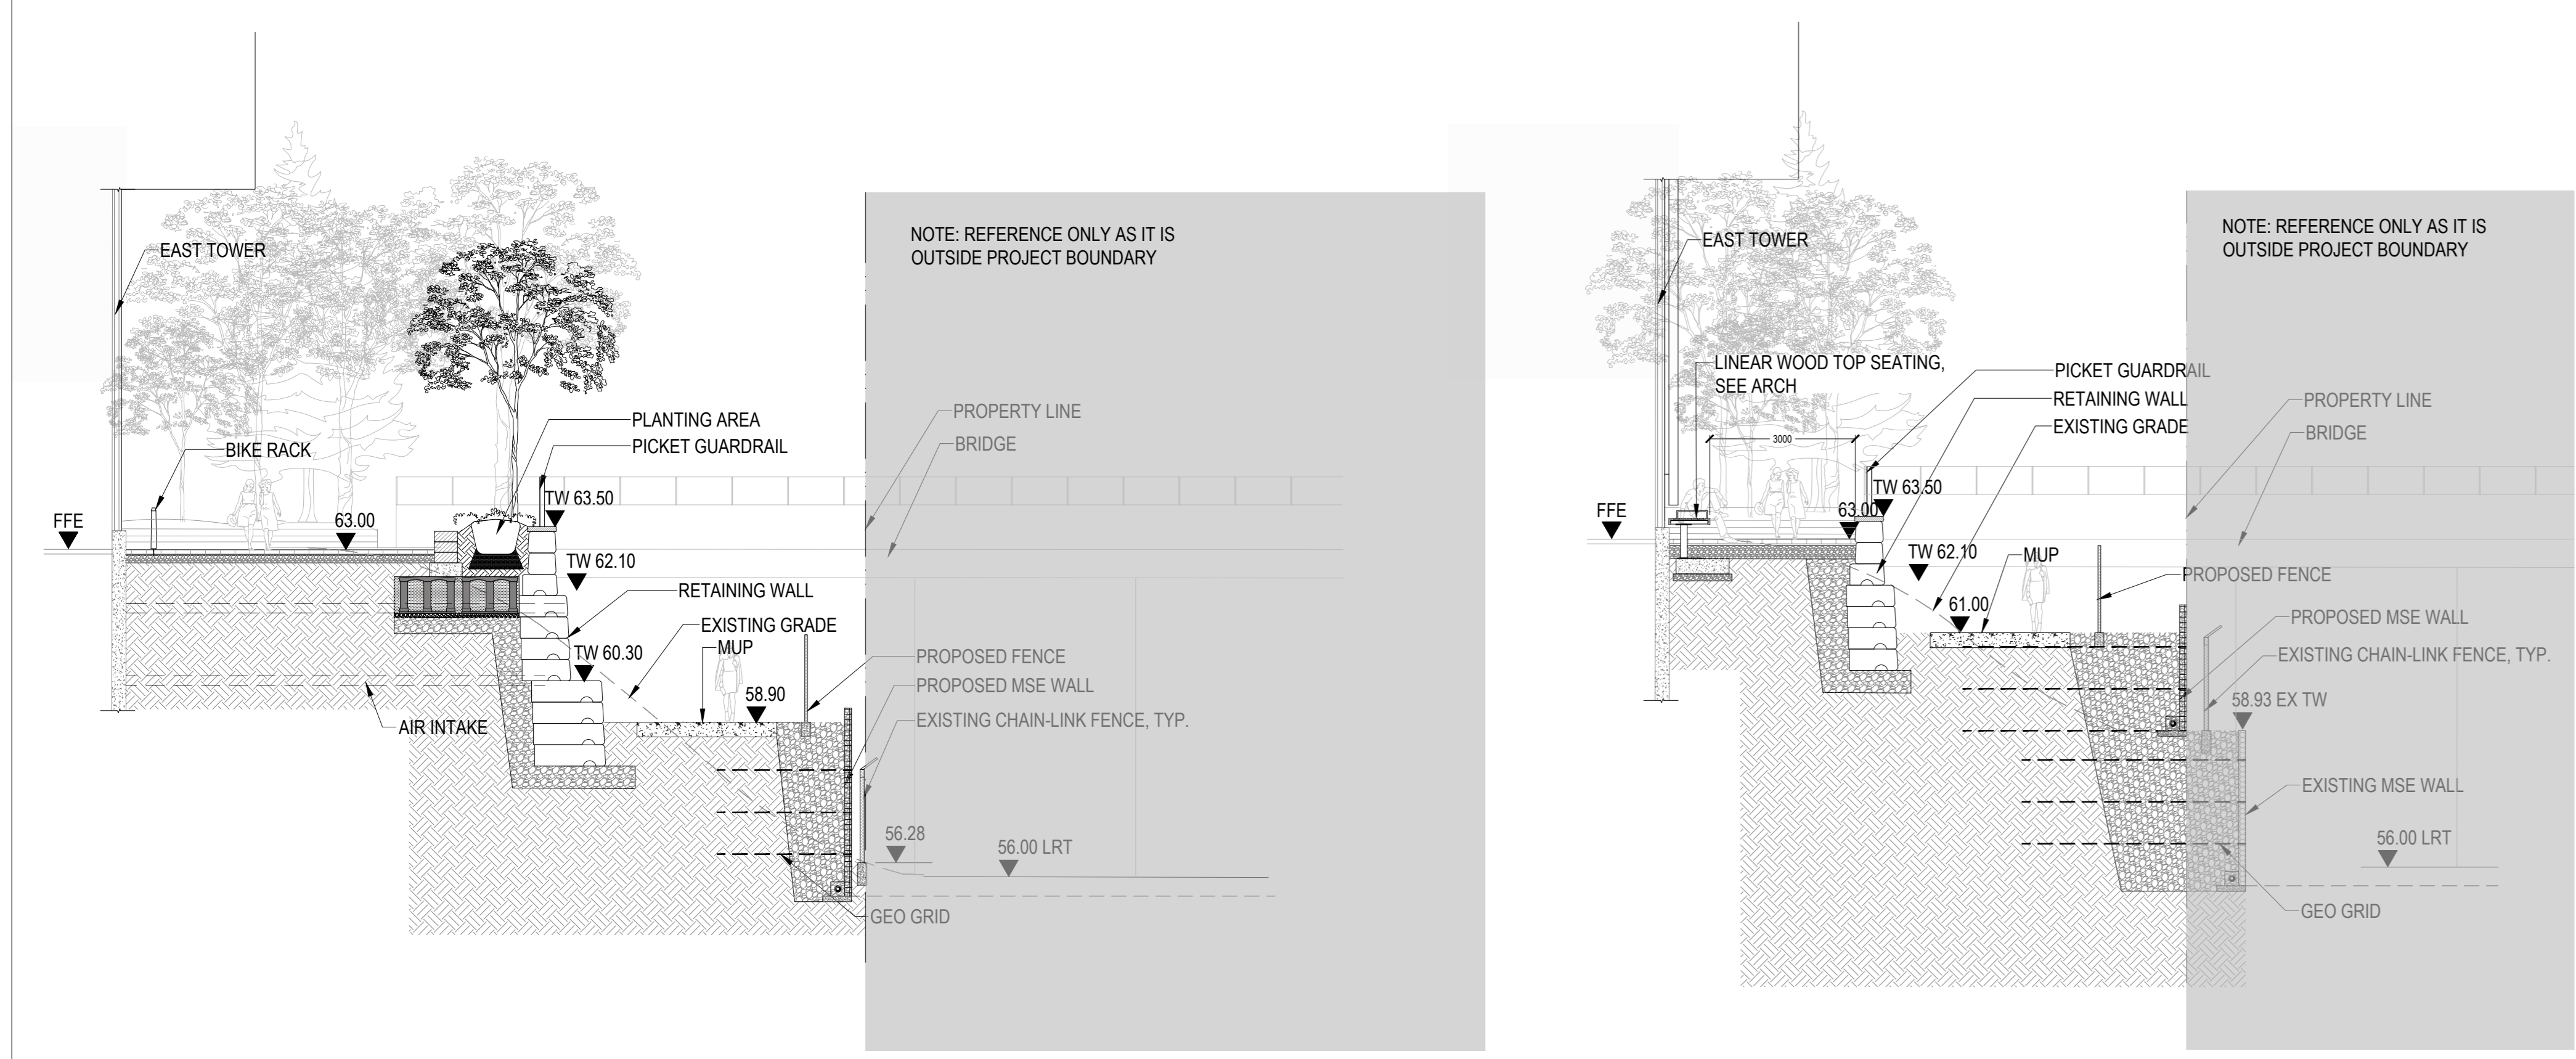 NOTE: REFERENCE ONLY AS IT IS
OUTSIDE PROJECT BOUNDARY
EAST TOWER
PLANTING AREA
PICKET GUARDRAIL
PROPERTY LINE
BRIDGE
BIKE RACK
TW 63.50
FFE
63.00
TW 62.10
RETAINING WALL
EXISTING GRADE
MUP
TW 60.30
PROPOSED FENCE
PROPOSED MSE WALL
58.90
EXISTING CHAIN-LINK FENCE, TYP.
AIR INTAKE
56.28
56.00 LRT
GEO GRID
NOTE: REFERENCE ONLY AS IT IS
OUTSIDE PROJECT BOUNDARY
EAST TOWER
LINEAR WOOD TOP SEATING,
SEE ARCH
PICKET GUARDRAIL
RETAINING WALL
EXISTING GRADE
PROPERTY LINE
BRIDGE
3000
TW 63.50
FFE
63.00
TW 62.10
MUP
PROPOSED FENCE
61.00
PROPOSED MSE WALL
EXISTING CHAIN-LINK FENCE, TYP.
58.93 EX TW
EXISTING MSE WALL
56.00 LRT
GEO GRID